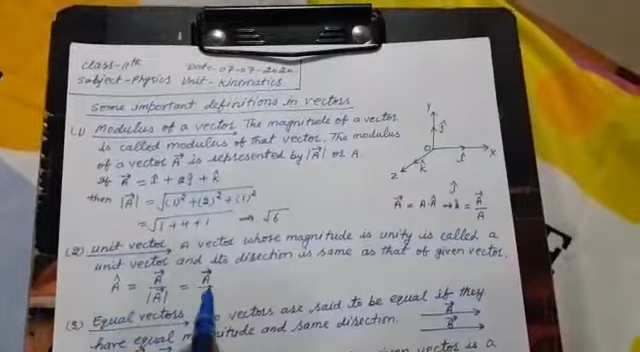 Class-11th Date-07-07-2020
Subject-Physics Unit-Kinematics
Some important definitions in vectors
(1) Modulus of a vector The magnitude of a vector
is called modulus of that vector. The modulus
of a vector A⃗ is represented by |A⃗| or A.
If A⃗ = î + 2ĵ + k̂
then |A⃗| = √(1)² + (2)² + (1)²
= √1 + 4 + 1 ⇒ √6
Y
ĵ
O
î
X
k̂
Z
ĵ
A⃗ = A·Â ⇒ Â = A⃗/A
(2) unit vector A vector whose magnitude is unity is called a
unit vector and its direction is same as that of given vector.
Â = A⃗/|A⃗| = A⃗
(3) Equal vectors vectors are said to be equal if they
have equal and same direction.
A⃗
B⃗
given vector is a